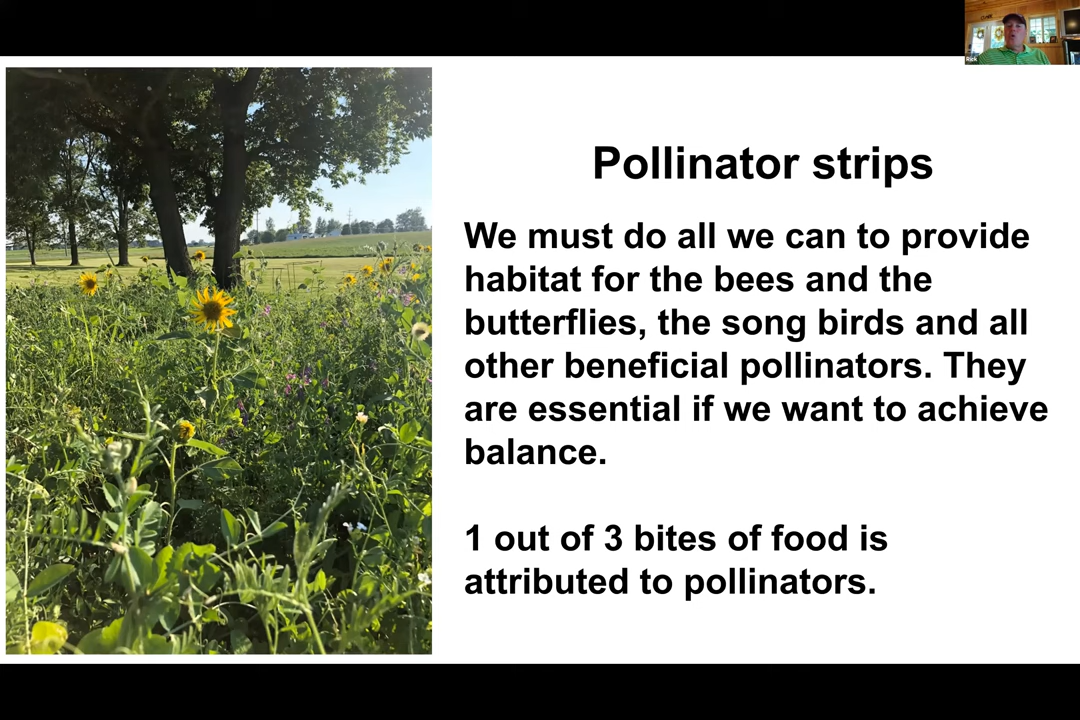 Rick
Pollinator strips
We must do all we can to provide
habitat for the bees and the
butterflies, the song birds and all
other beneficial pollinators. They
are essential if we want to achieve
balance.
1 out of 3 bites of food is
attributed to pollinators.